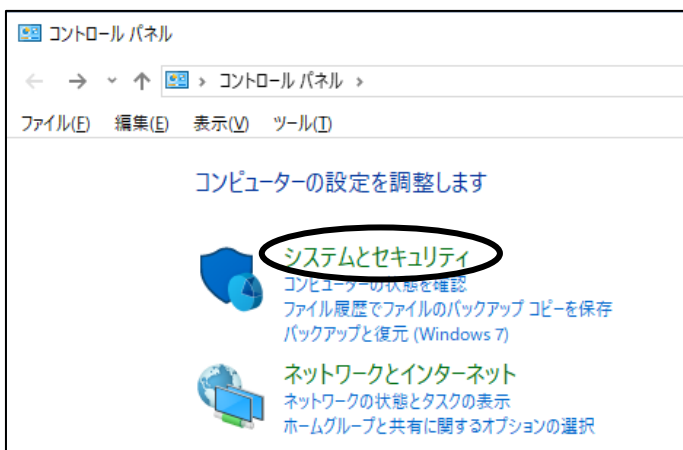 コントロール パネル
コントロール パネル
ファイル(F) 編集(E) 表示(V) ツール(T)
コンピューターの設定を調整します
システムとセキュリティ
コンピューターの状態を確認
ファイル履歴でファイルのバックアップ コピーを保存
バックアップと復元 (Windows 7)
ネットワークとインターネット
ネットワークの状態とタスクの表示
ホームグループと共有に関するオプションの選択